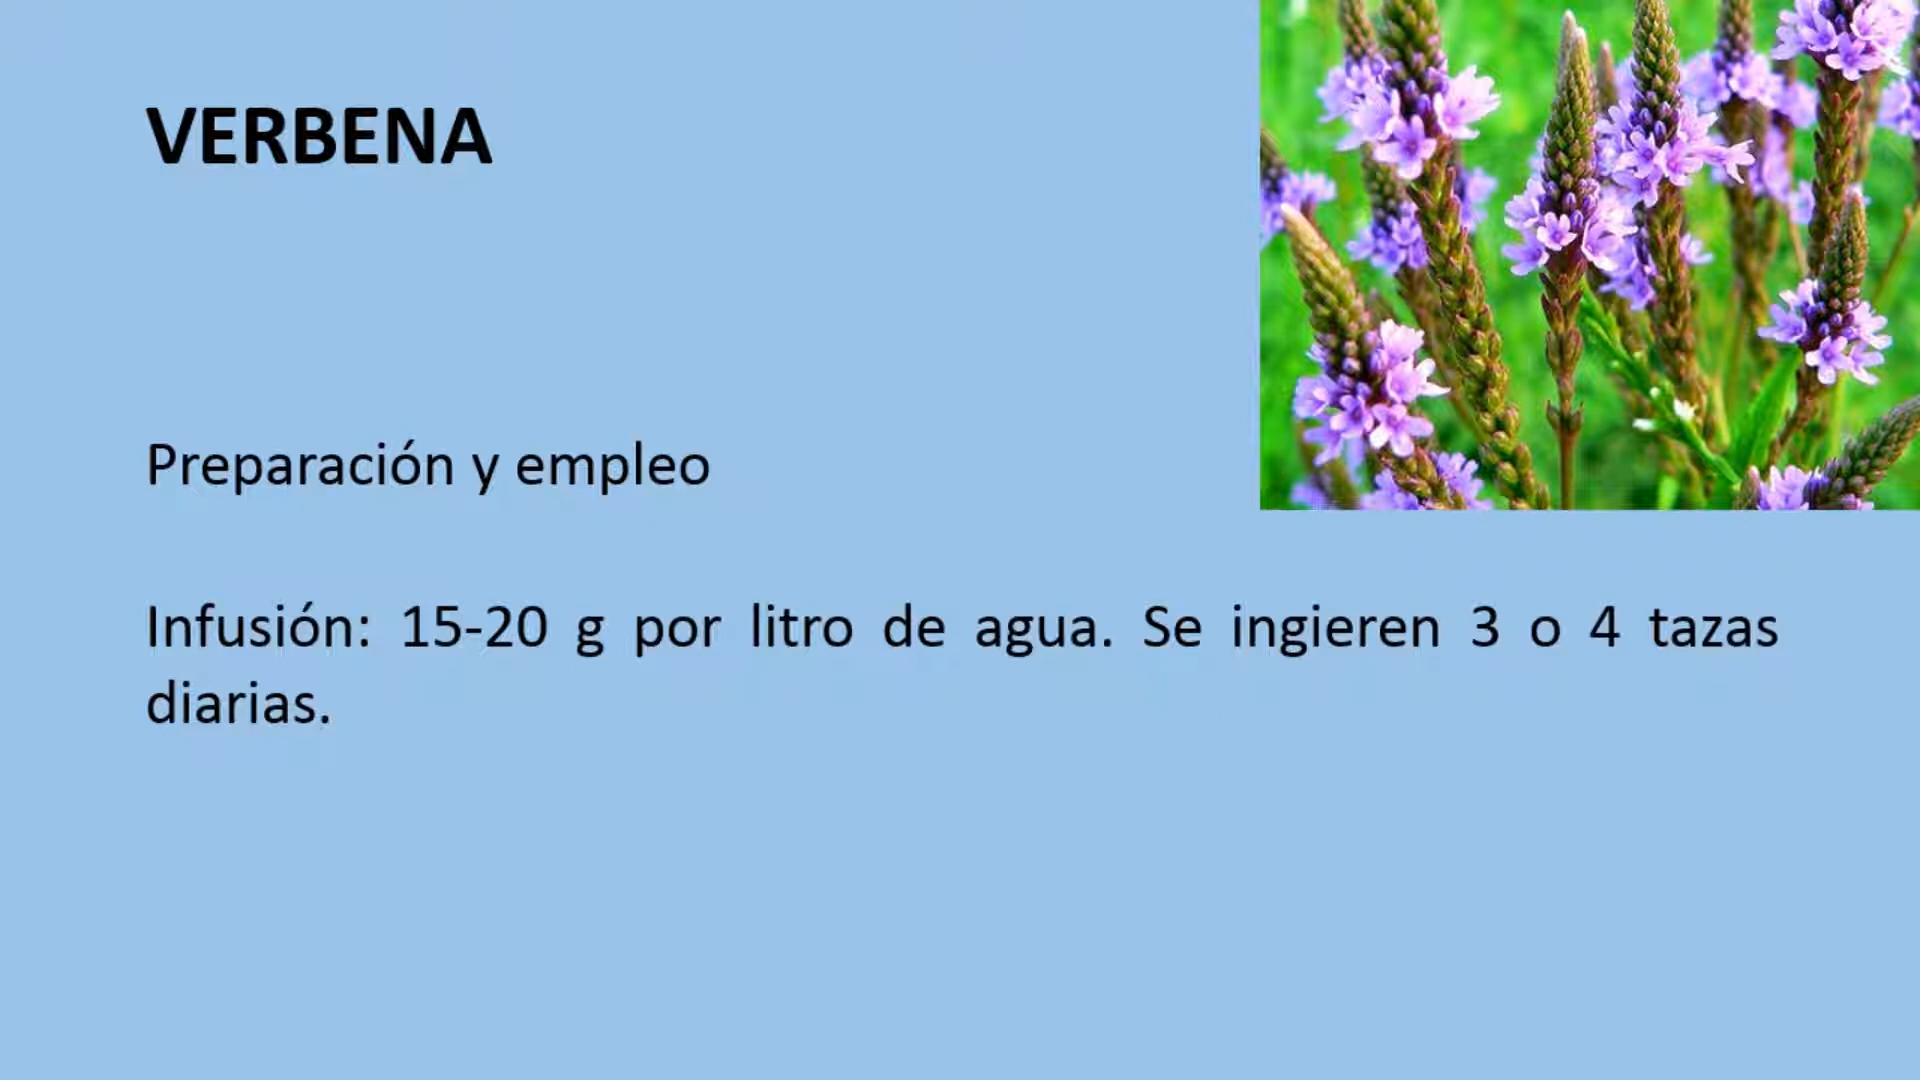 VERBENA
Preparación y empleo
Infusión: 15-20 g por litro de agua. Se ingieren 3 o 4 tazas
diarias.